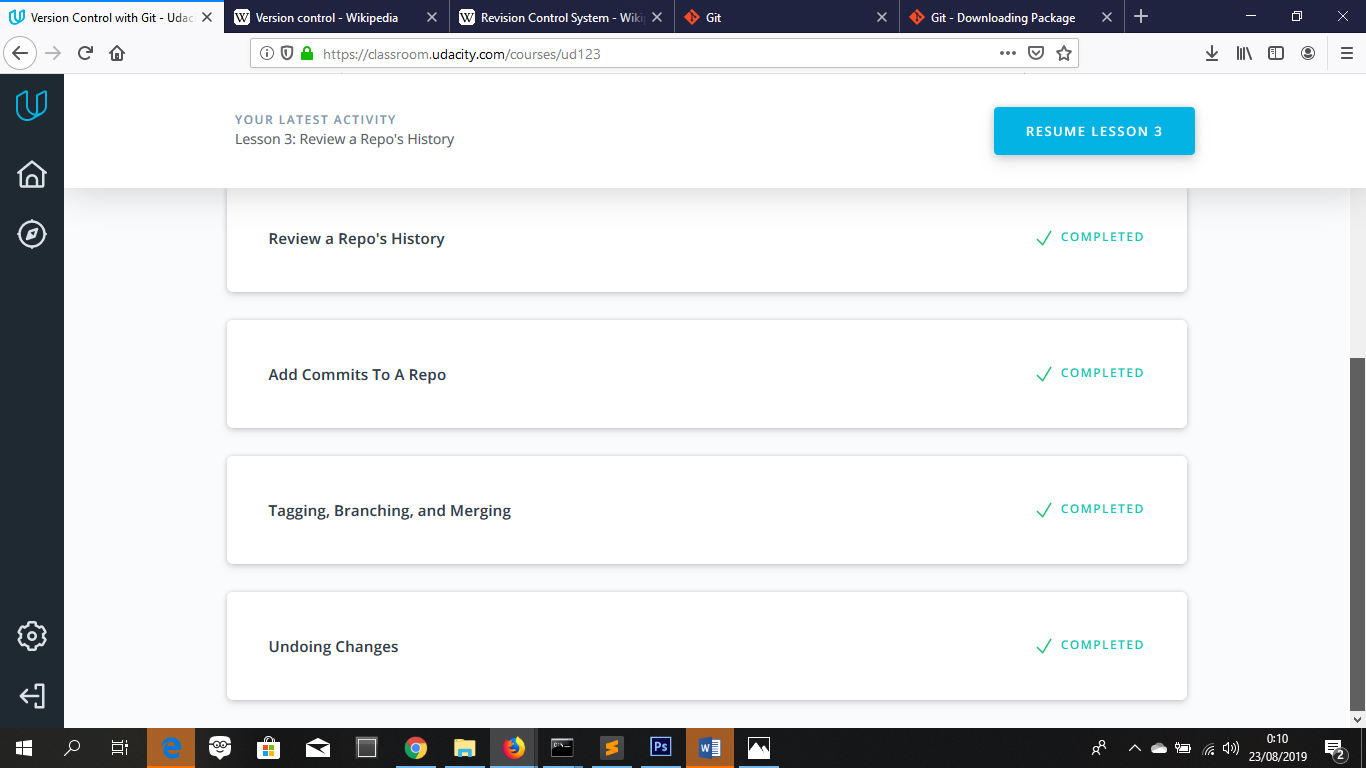 Version Control with Git - Udac
Version control - Wikipedia
Revision Control System - Wiki
Git
Git - Downloading Package
https://classroom.udacity.com/courses/ud123
YOUR LATEST ACTIVITY
Lesson 3: Review a Repo's History
RESUME LESSON 3
Review a Repo's History
COMPLETED
Add Commits To A Repo
COMPLETED
Tagging, Branching, and Merging
COMPLETED
Undoing Changes
COMPLETED
Ps
0:10
23/08/2019
2